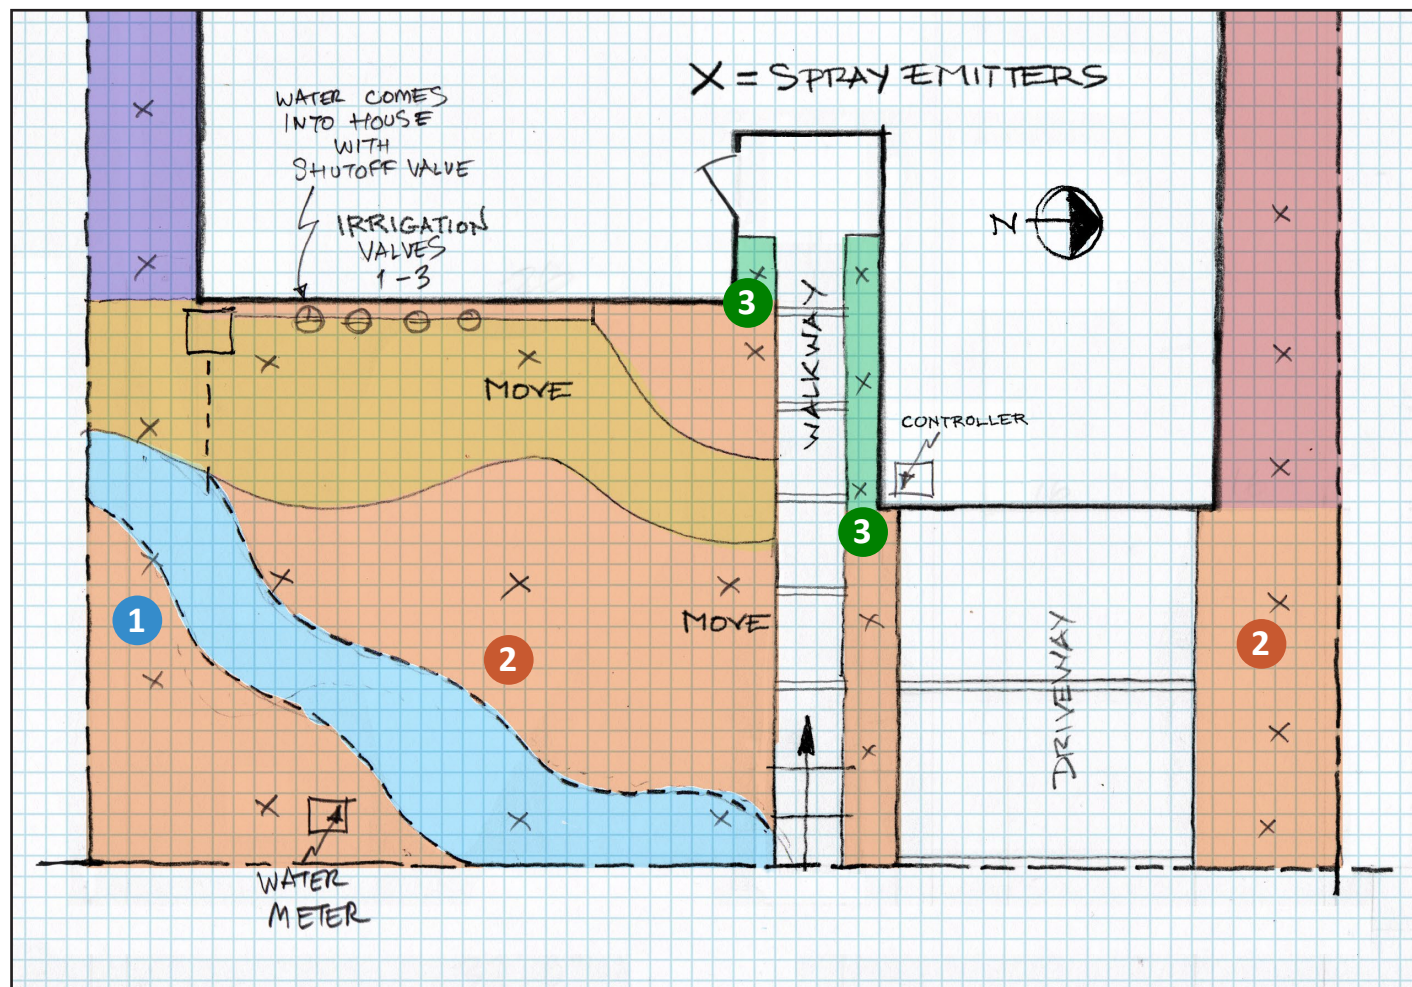 X = SPRAY EMITTERS
WATER COMES
INTO HOUSE
WITH
SHUTOFF VALVE
IRRIGATION
VALVES
1-3
N
3
WALKWAY
MOVE
CONTROLLER
3
1
2
MOVE
2
DRIVEWAY
WATER
METER